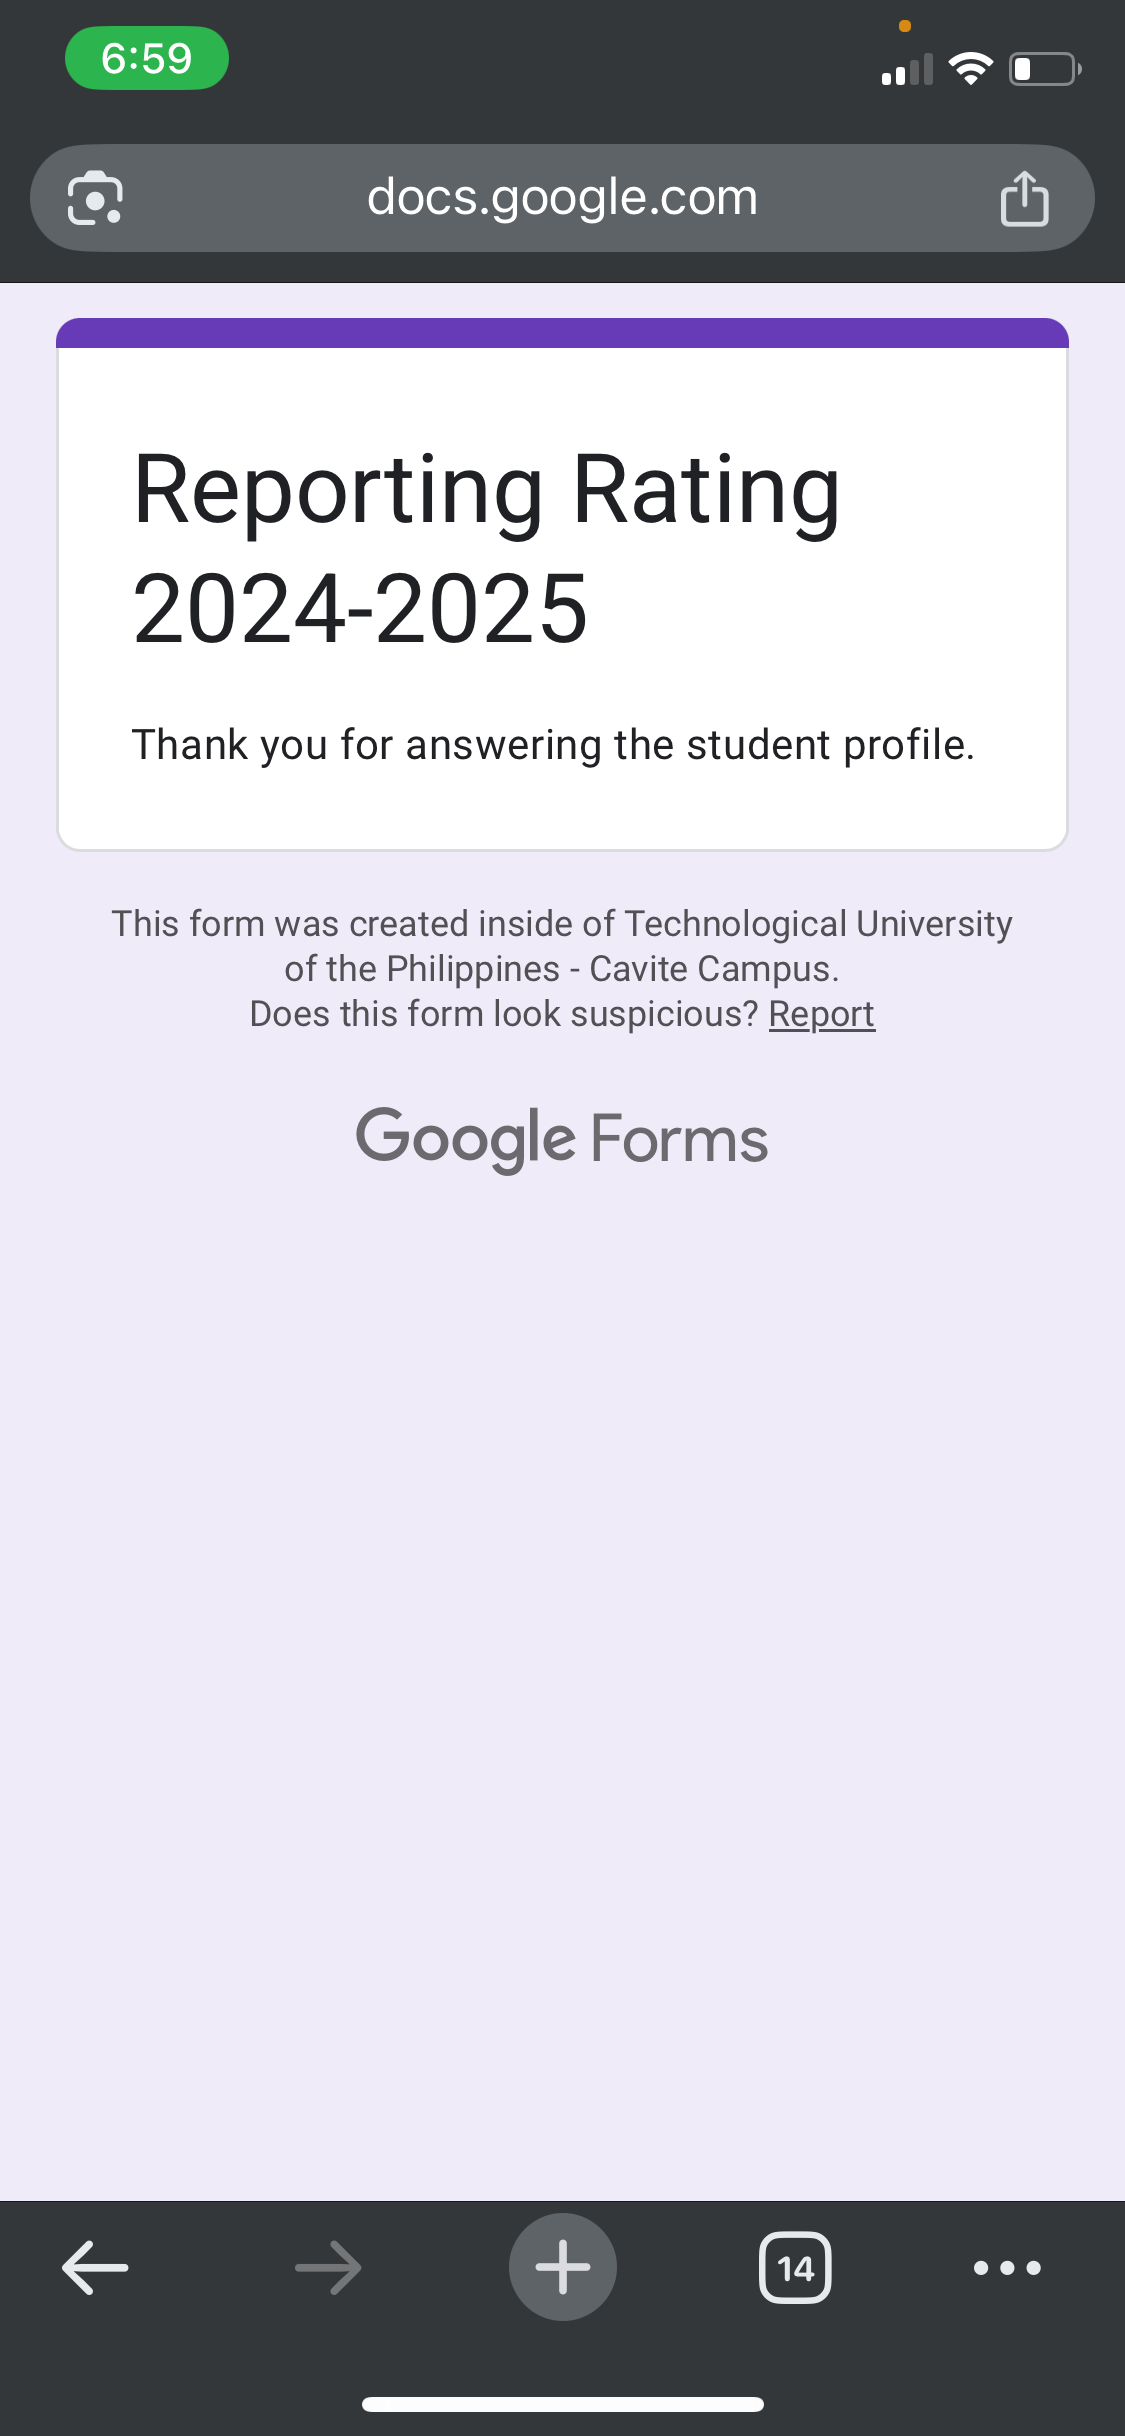 6:59
docs.google.com
Reporting Rating
2024-2025
Thank you for answering the student profile.
This form was created inside of Technological University
of the Philippines - Cavite Campus.
Does this form look suspicious? Report
Google Forms
14